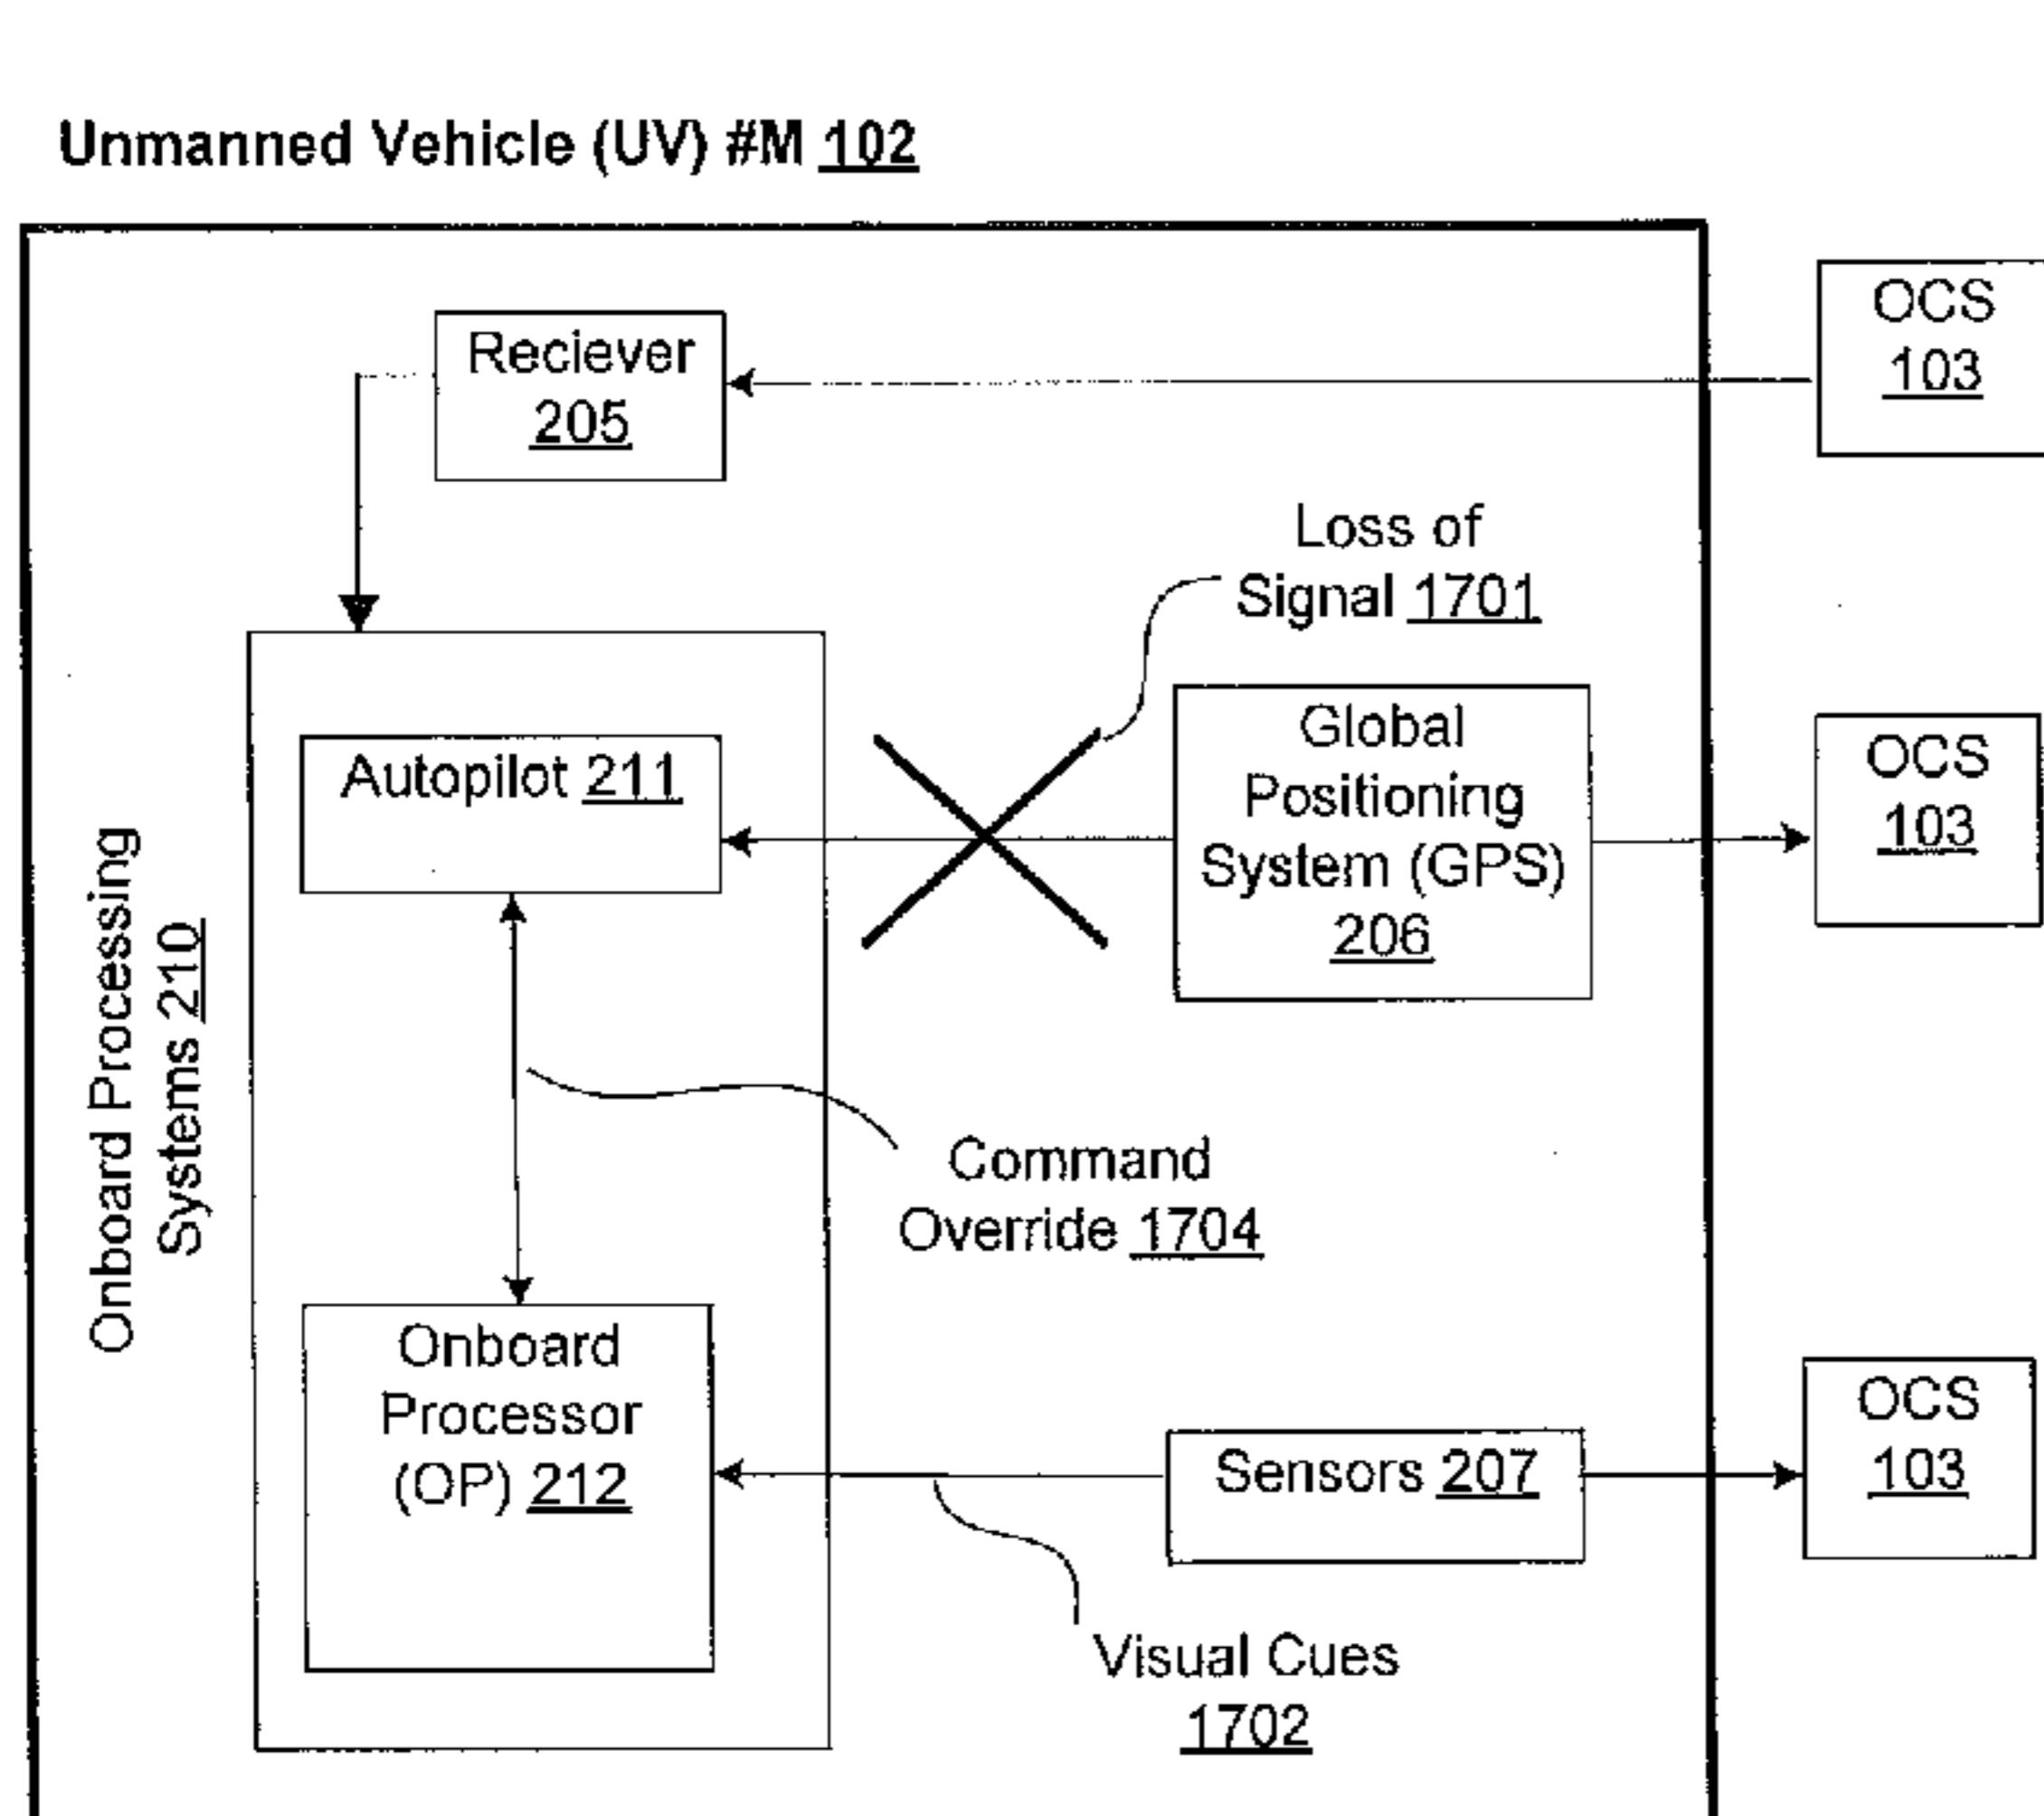 Unmanned Vehicle (UV) #M 102
Reciever
205
OCS
103
Loss of
Signal 1701
Autopilot 211
Global
Positioning
System (GPS)
206
OCS
103
Onboard Processing
Systems 210
Command
Override 1704
Onboard
Processor
(OP) 212
Sensors 207
OCS
103
Visual Cues
1702